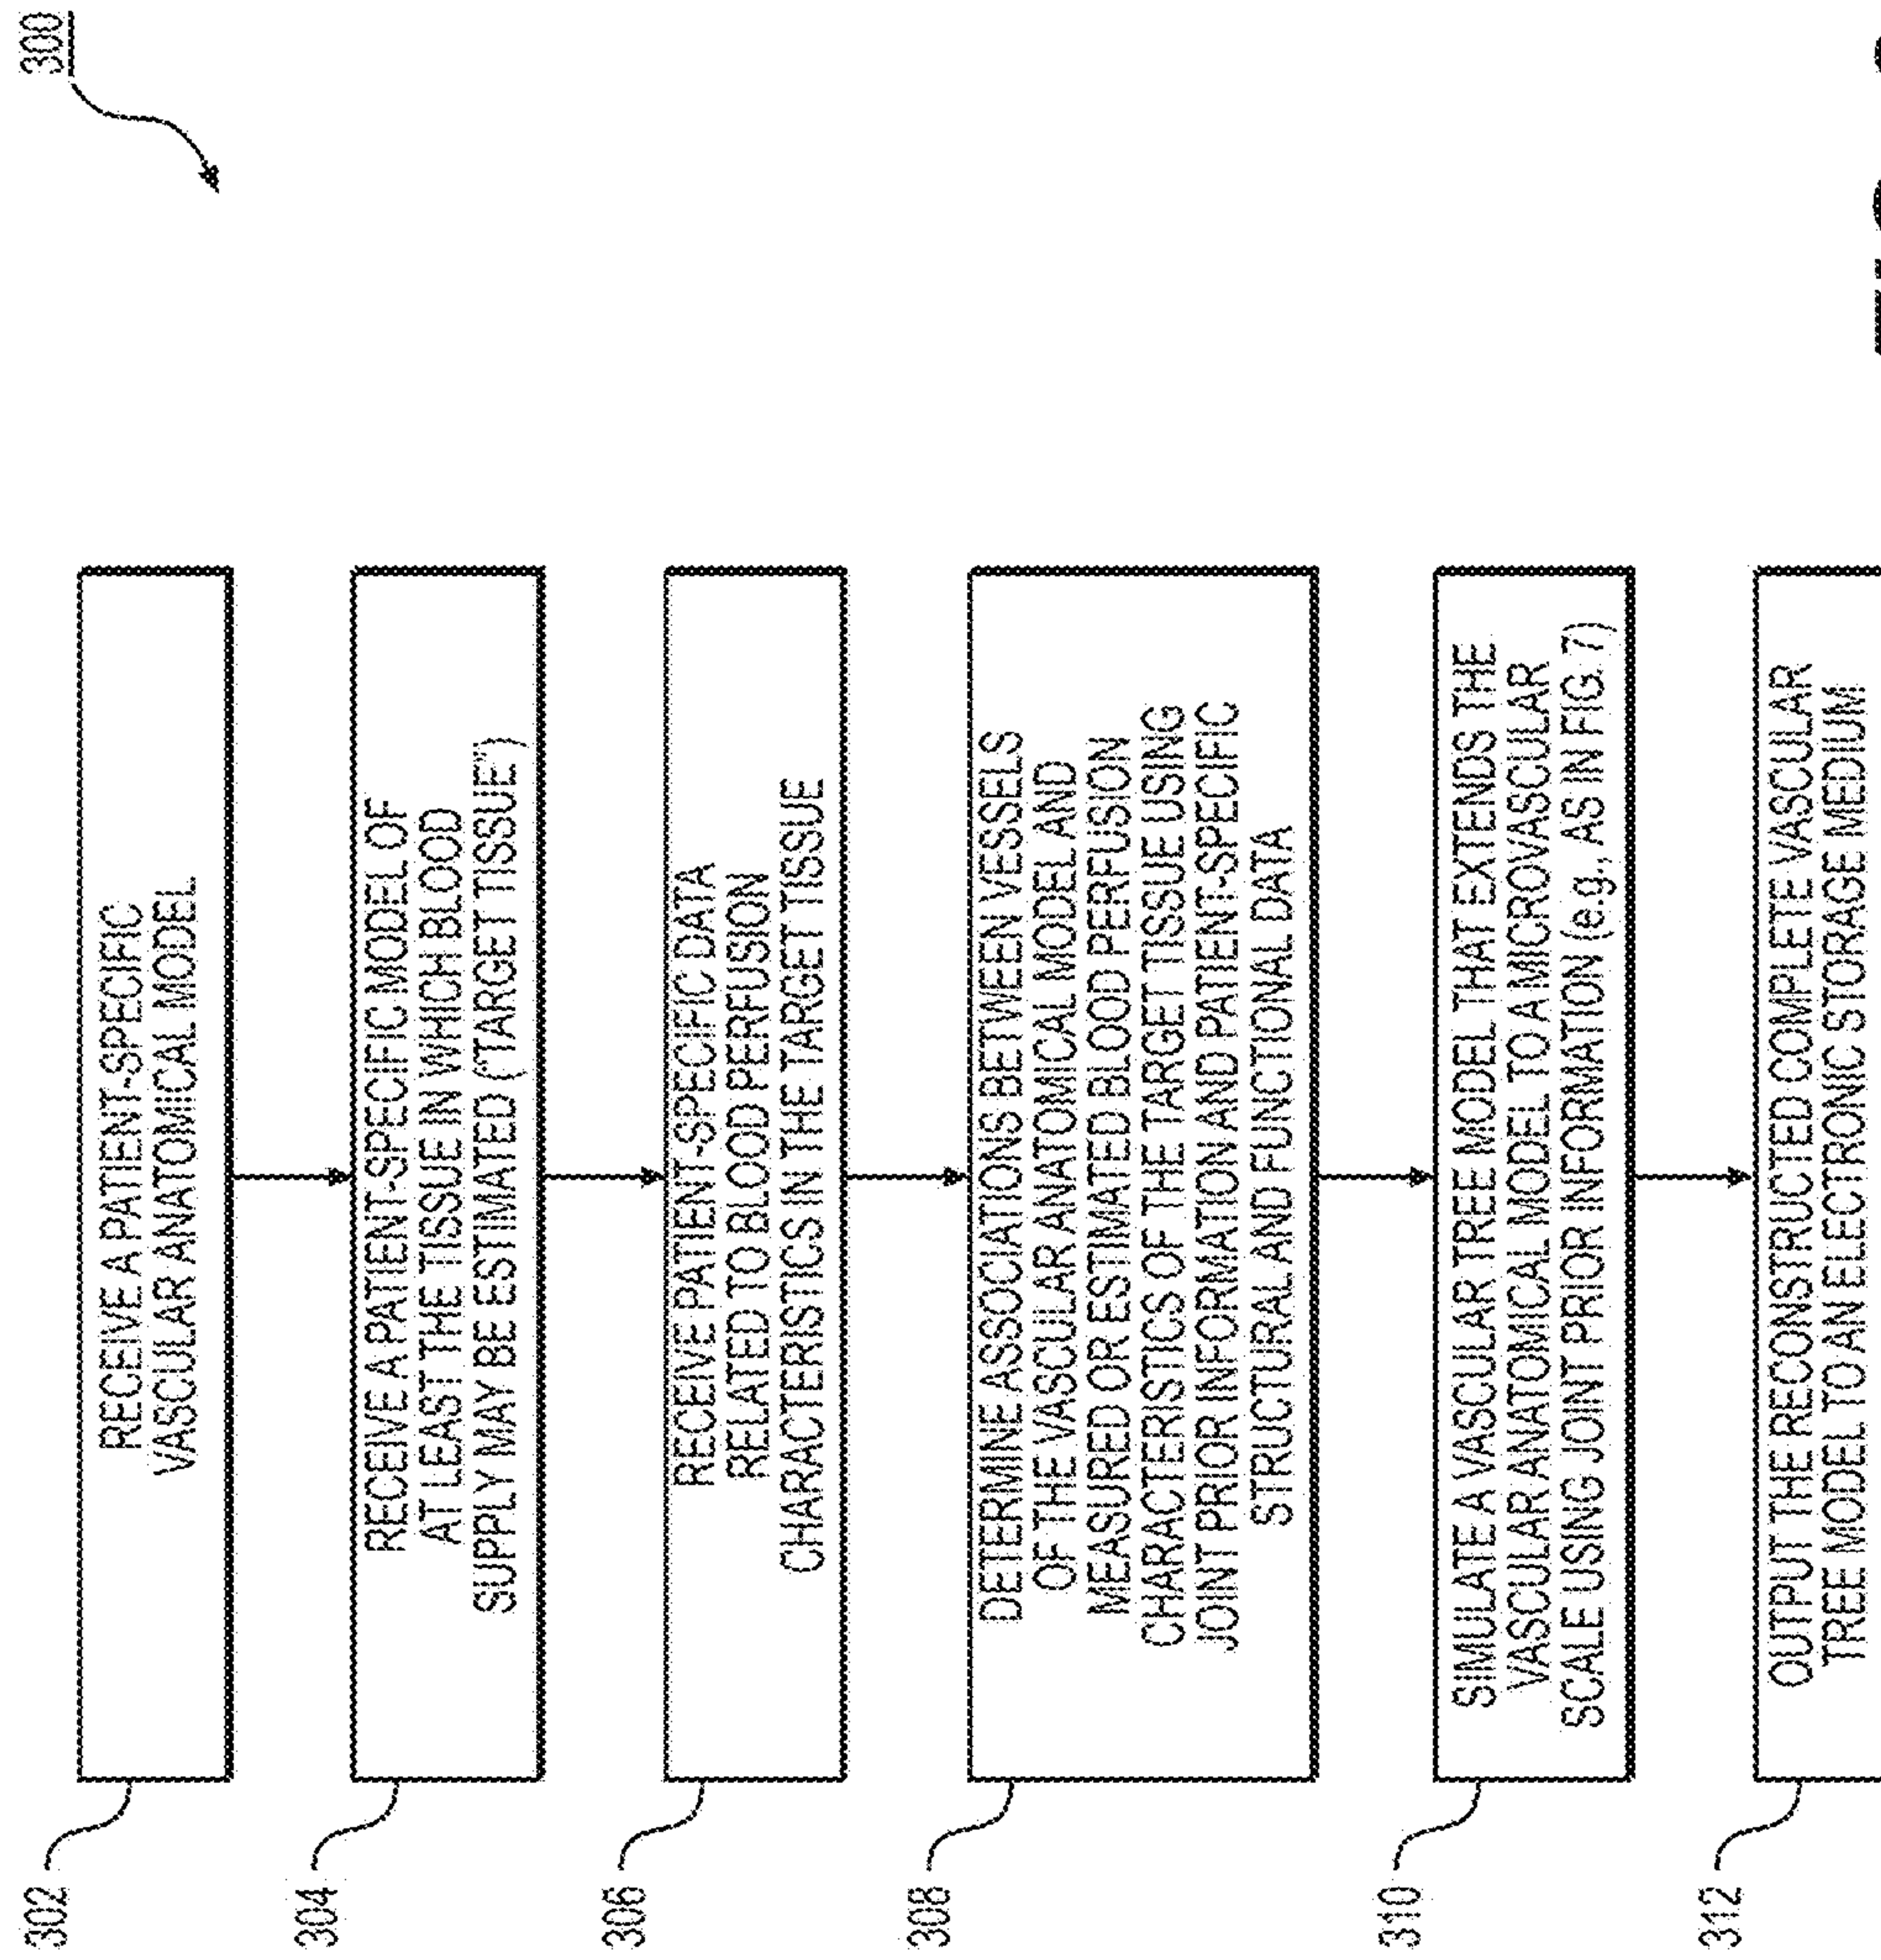 300
302
RECEIVE A PATIENT-SPECIFIC
VASCULAR ANATOMICAL MODEL
304
RECEIVE A PATIENT-SPECIFIC MODEL OF
AT LEAST THE TISSUE IN WHICH BLOOD
SUPPLY MAY BE ESTIMATED ("TARGET TISSUE")
306
RECEIVE PATIENT-SPECIFIC DATA
RELATED TO BLOOD PERFUSION
CHARACTERISTICS IN THE TARGET TISSUE
308
DETERMINE ASSOCIATIONS BETWEEN VESSELS
OF THE VASCULAR ANATOMICAL MODEL AND
MEASURED OR ESTIMATED BLOOD PERFUSION
CHARACTERISTICS OF THE TARGET TISSUE USING
JOINT PRIOR INFORMATION AND PATIENT-SPECIFIC
STRUCTURAL AND FUNCTIONAL DATA
310
SIMULATE A VASCULAR TREE MODEL THAT EXTENDS THE
VASCULAR ANATOMICAL MODEL TO A MICROVASCULAR
SCALE USING JOINT PRIOR INFORMATION (e.g., AS IN FIG. 7)
312
OUTPUT THE RECONSTRUCTED COMPLETE VASCULAR
TREE MODEL TO AN ELECTRONIC STORAGE MEDIUM